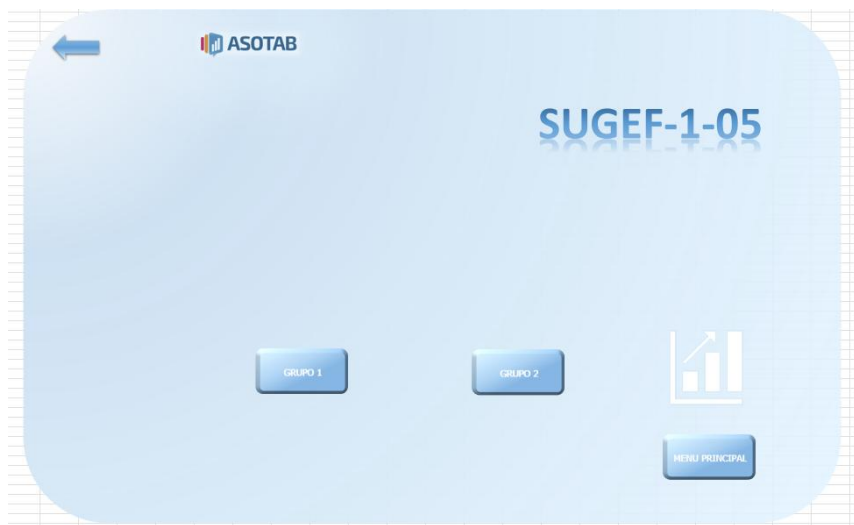 ASOTAB
SUGEF-1-05
GRUPO 1
GRUPO 2
MENU PRINCIPAL